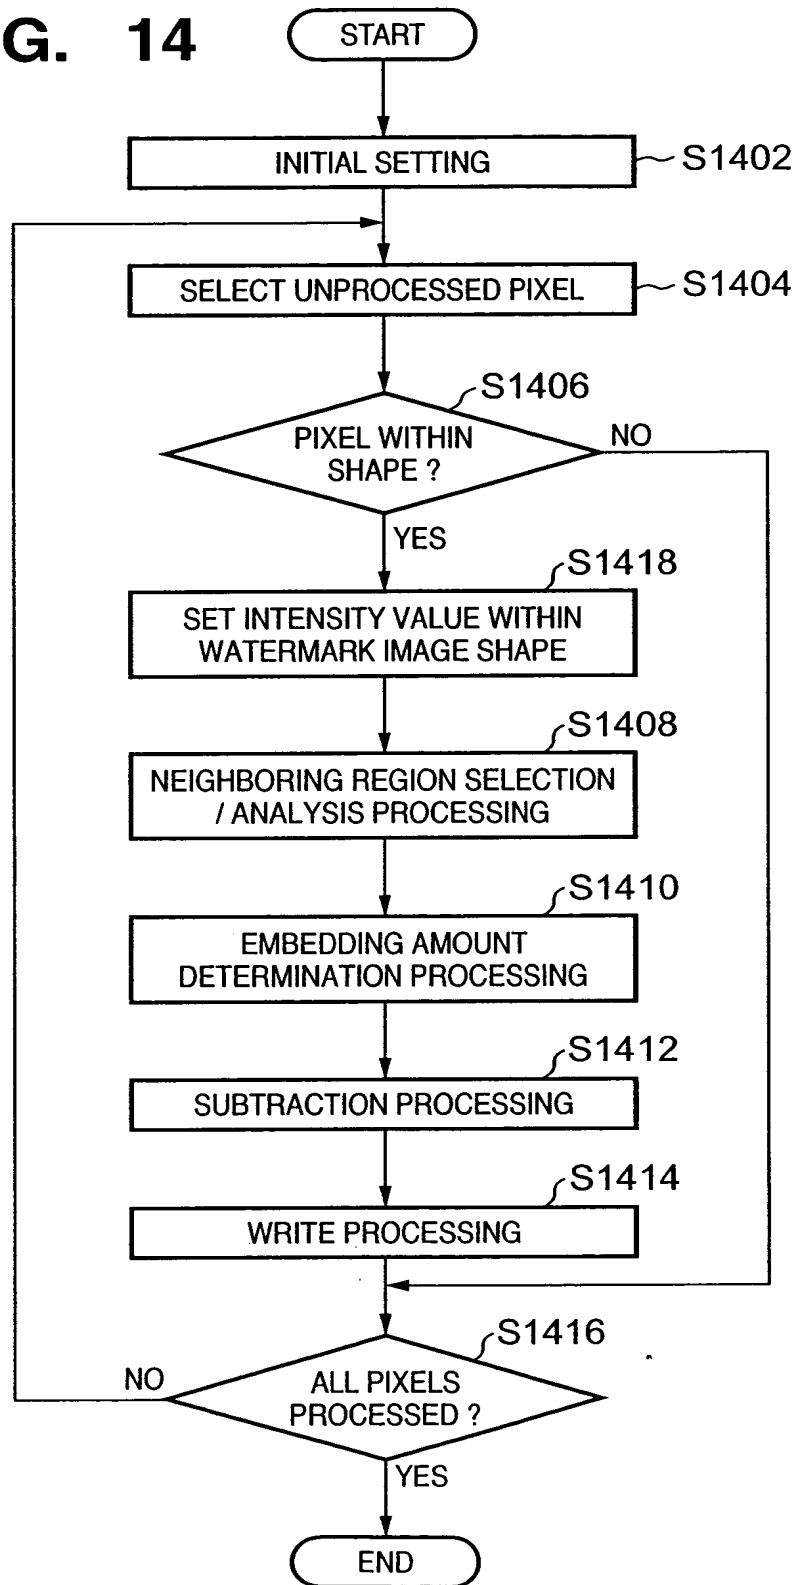 G. 14
START
INITIAL SETTING
S1402
SELECT UNPROCESSED PIXEL
S1404
S1406
PIXEL WITHIN
SHAPE ?
NO
YES
S1418
SET INTENSITY VALUE WITHIN
WATERMARK IMAGE SHAPE
S1408
NEIGHBORING REGION SELECTION
/ ANALYSIS PROCESSING
S1410
EMBEDDING AMOUNT
DETERMINATION PROCESSING
S1412
SUBTRACTION PROCESSING
S1414
WRITE PROCESSING
S1416
NO
ALL PIXELS
PROCESSED ?
YES
END